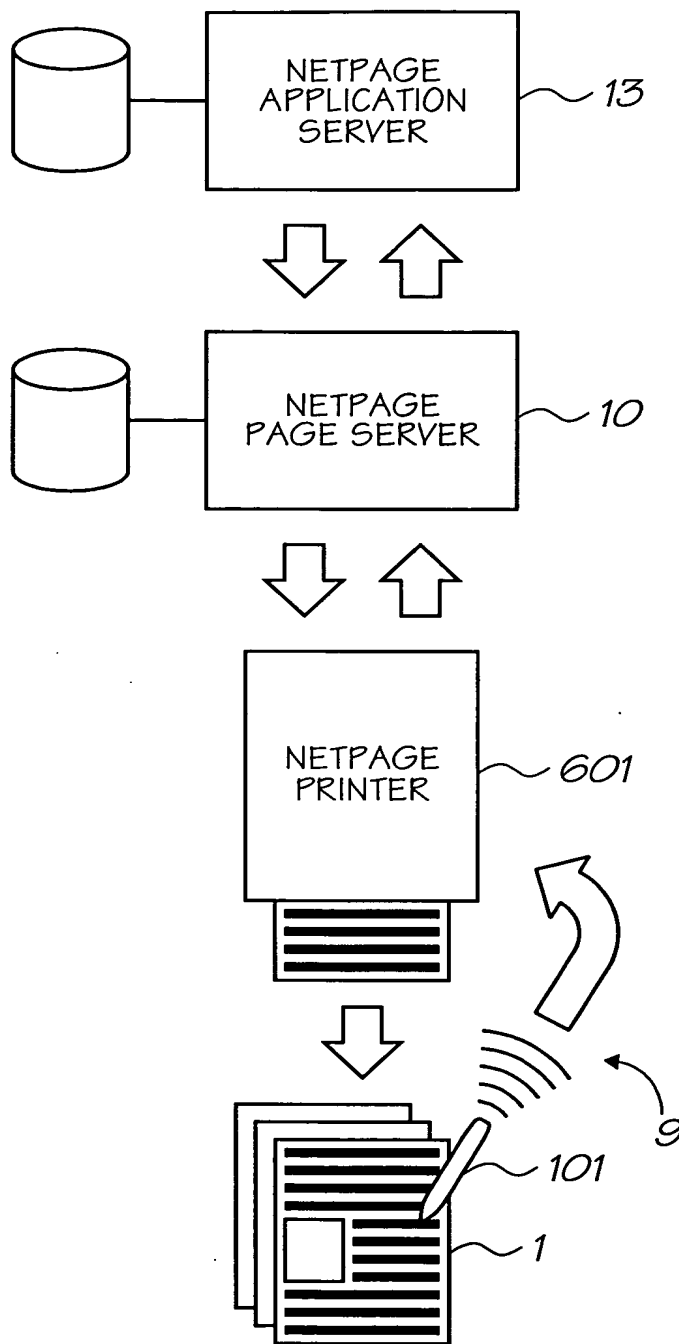 NETPAGE
APPLICATION
SERVER
13
NETPAGE
PAGE SERVER
10
NETPAGE
PRINTER
601
9
101
1